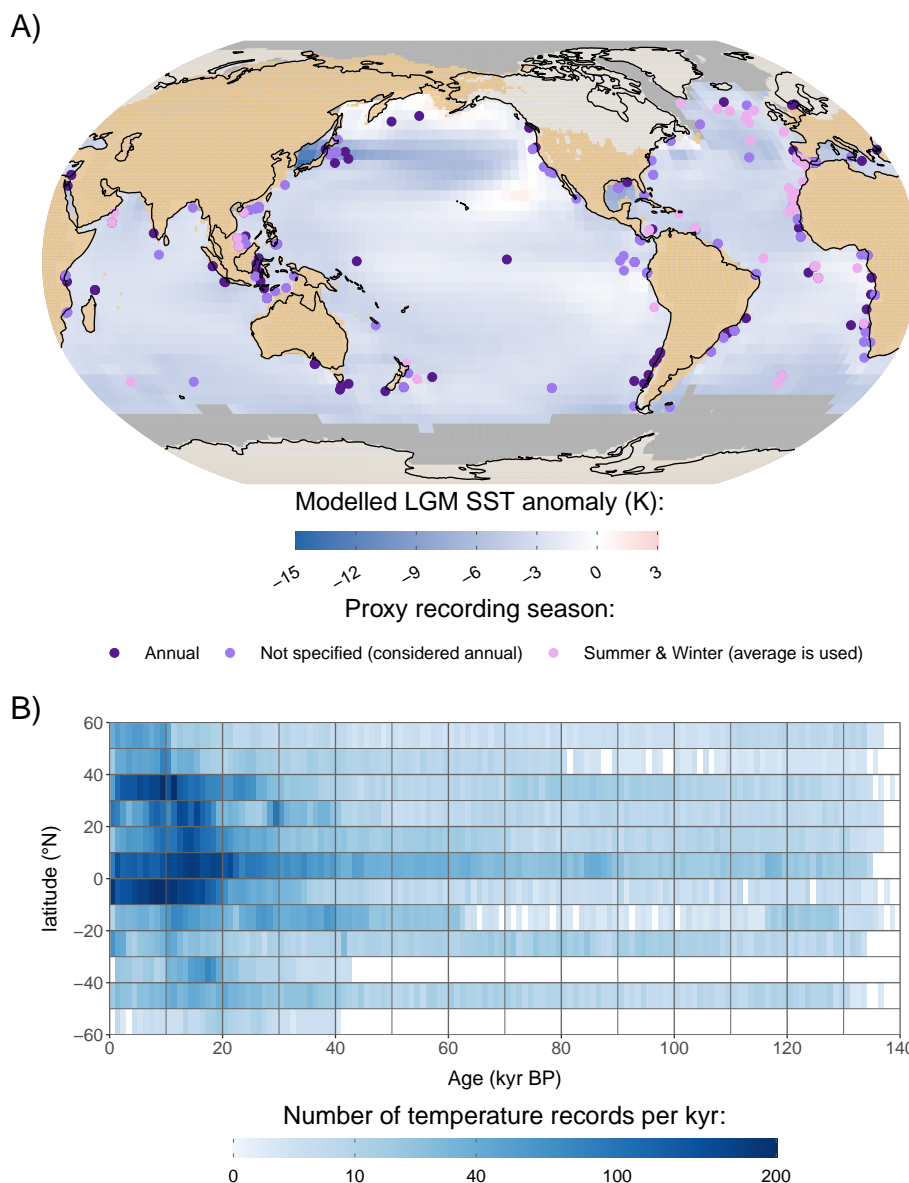 A)
Modelled LGM SST anomaly (K):
−15 −12 −9 −6 −3 0 3
Proxy recording season:
Annual Not specified (considered annual) Summer & Winter (average is used)
B)
60
40
20
0
−20
−40
−60
latitude (°N)
0 20 40 60 80 100 120 140
Age (kyr BP)
Number of temperature records per kyr:
0 10 40 100 200